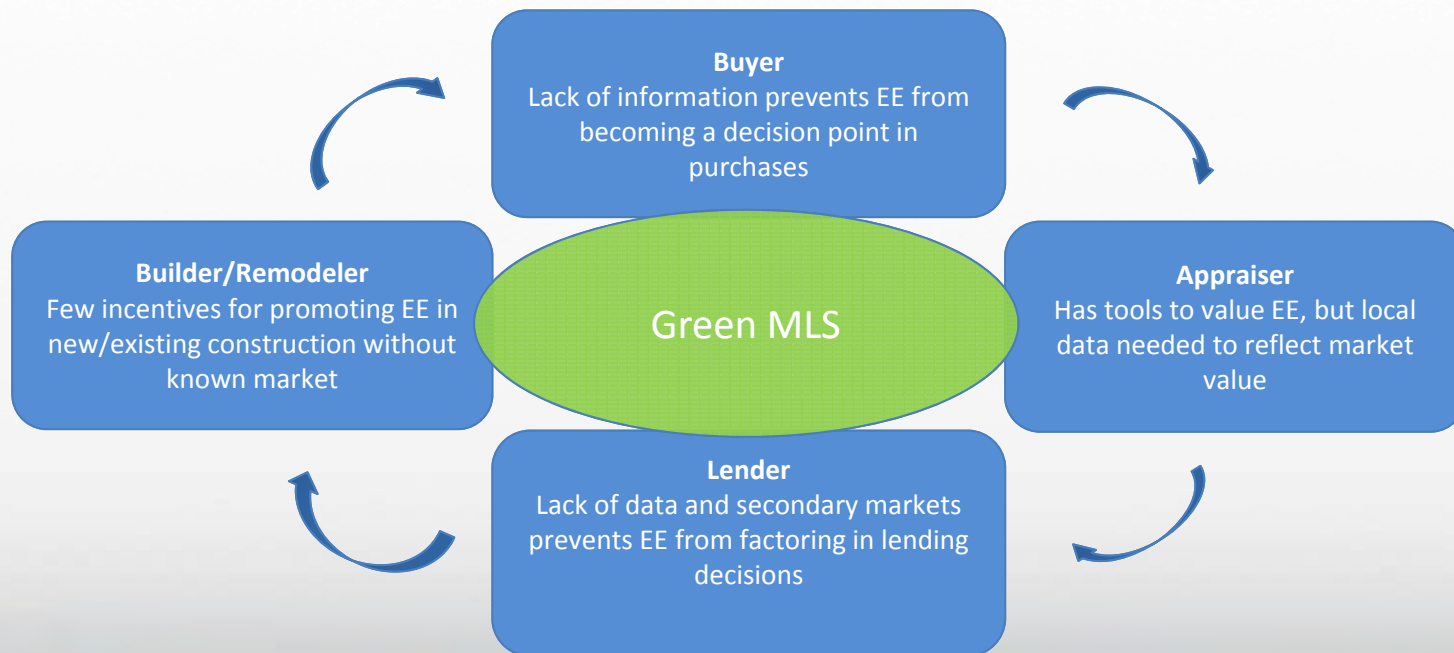 Buyer
Lack of information prevents EE from
becoming a decision point in
purchases
Builder/Remodeler
Few incentives for promoting EE in
new/existing construction without
known market
Green MLS
Appraiser
Has tools to value EE, but local
data needed to reflect market
value
Lender
Lack of data and secondary markets
prevents EE from factoring in lending
decisions